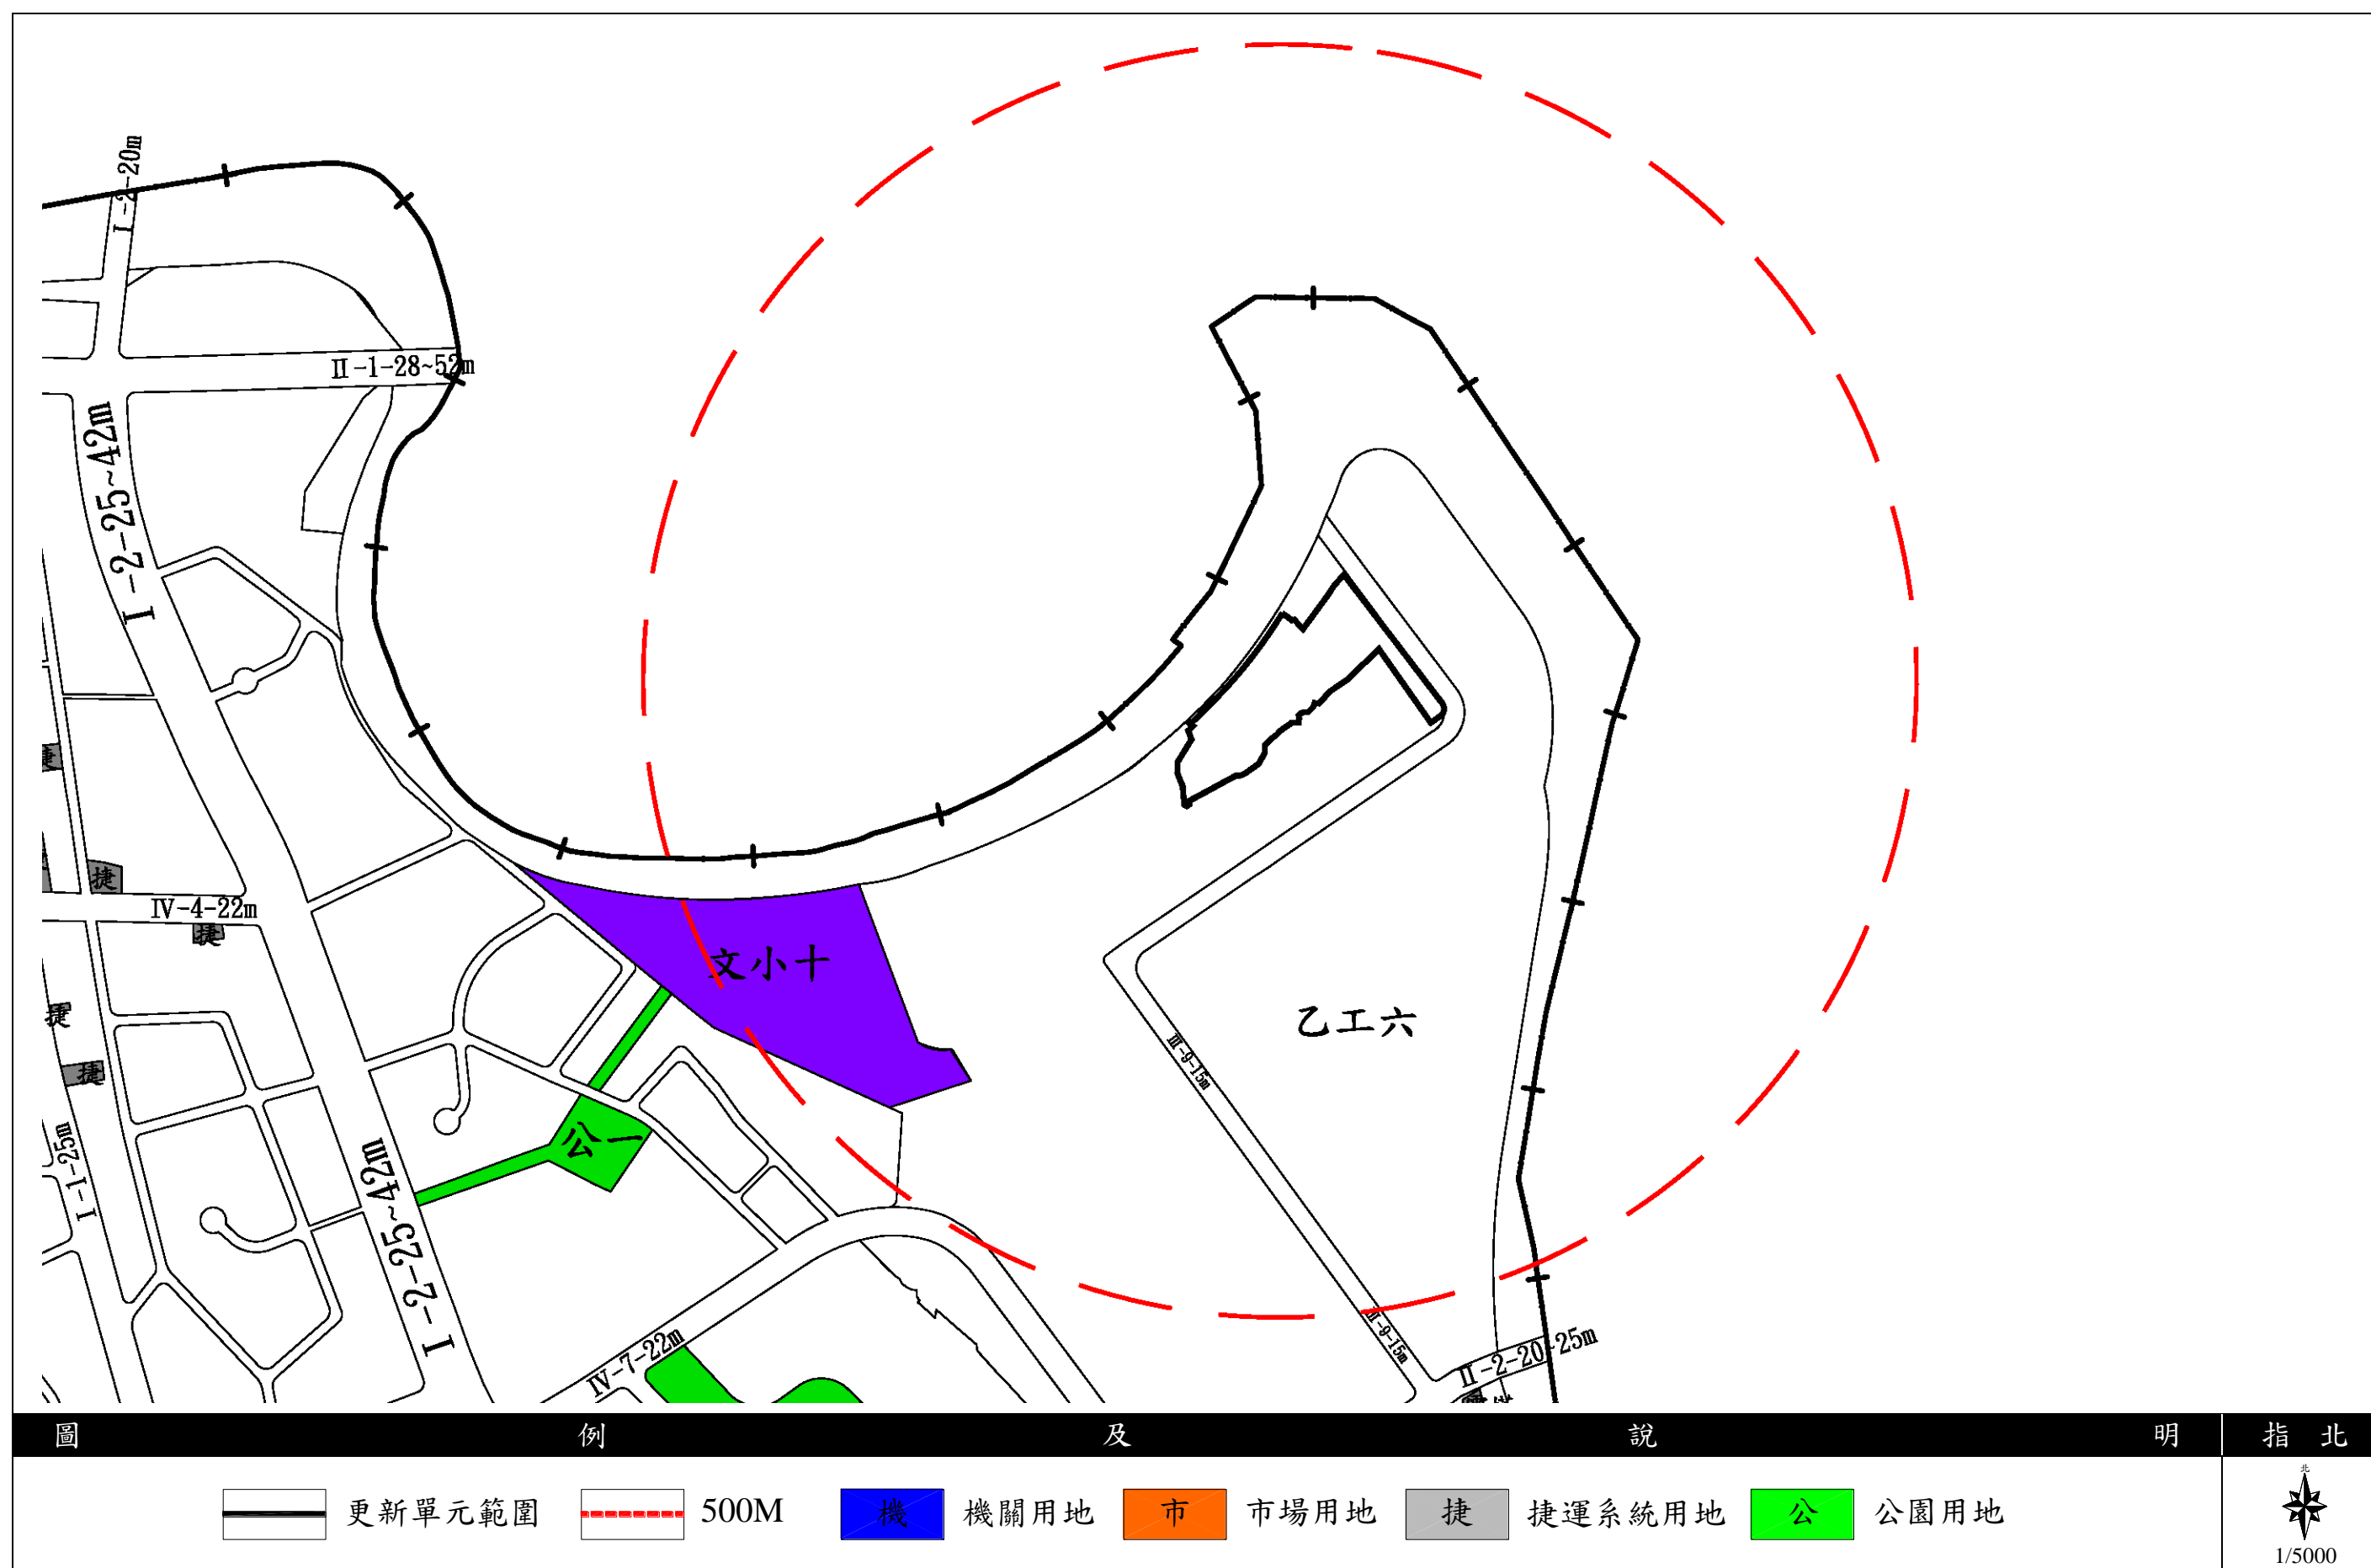 I-2-20m
II-1-28~52m
I-2-25~42m
捷
捷
IV-4-22m
捷
文小十
捷
乙工六
捷
III-9-15m
公一
I-1-25m
I-2-25~42m
IV-7-22m
III-9-15m
II-2-20~25m
圖例及說明
指北
更新單元範圍
500M
機 機關用地
市 市場用地
捷 捷運系統用地
公 公園用地
北
1/5000